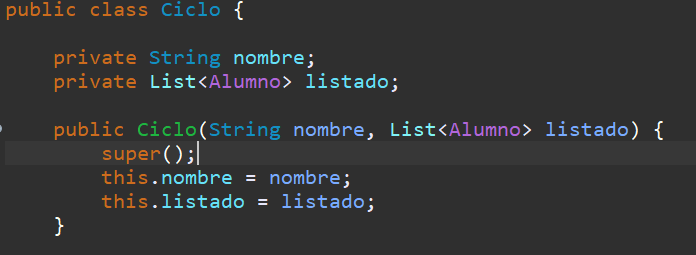 public class Ciclo {
private String nombre;
private List<Alumno> listado;
public Ciclo(String nombre, List<Alumno> listado) {
super();
this.nombre = nombre;
this.listado = listado;
}